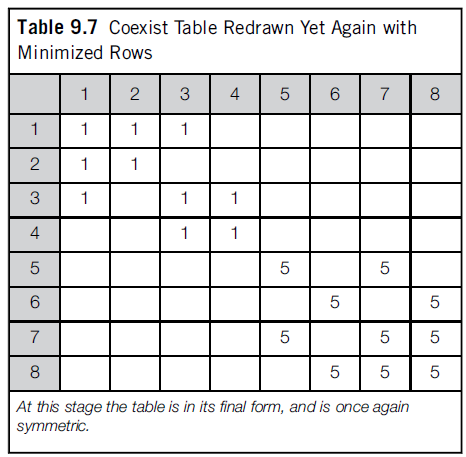 Table 9.7 Coexist Table Redrawn Yet Again with
Minimized Rows
1 2 3 4 5 6 7 8
1 1 1 1
2 1 1
3 1 1 1
4 1 1
5 5 5
6 5 5
7 5 5 5
8 5 5 5
At this stage the table is in its final form, and is once again
symmetric.